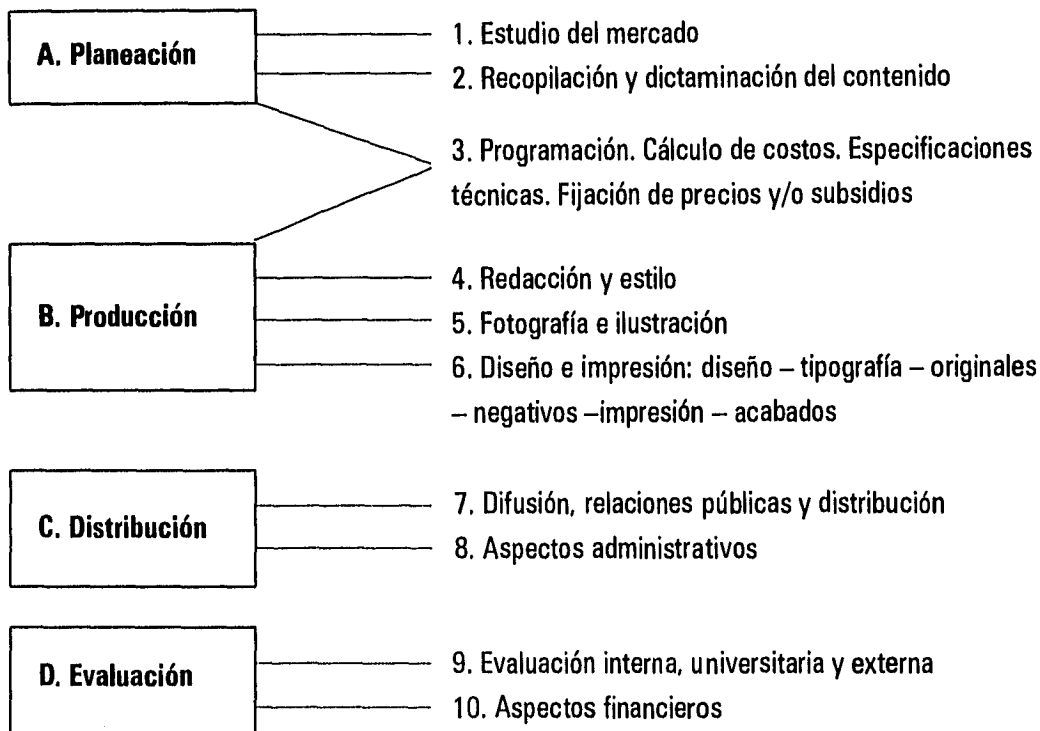 A. Planeación
1. Estudio del mercado
2. Recopilación y dictaminación del contenido
3. Programación. Cálculo de costos. Especificaciones
técnicas. Fijación de precios y/o subsidios
B. Producción
4. Redacción y estilo
5. Fotografía e ilustración
6. Diseño e impresión: diseño – tipografía – originales
– negativos –impresión – acabados
C. Distribución
7. Difusión, relaciones públicas y distribución
8. Aspectos administrativos
D. Evaluación
9. Evaluación interna, universitaria y externa
10. Aspectos financieros